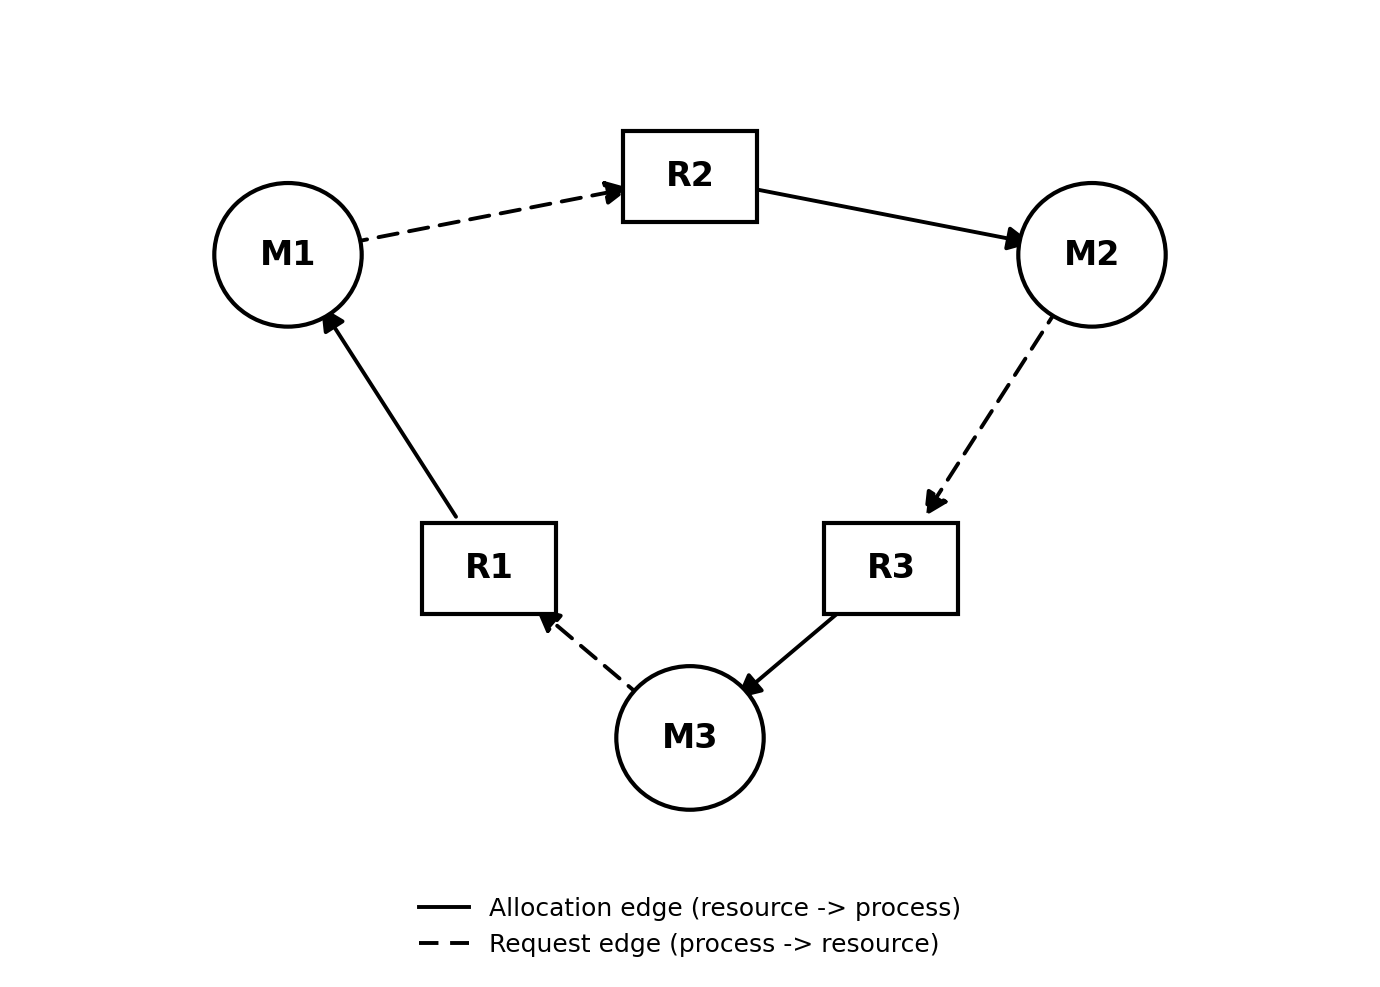 R2
M1
M2
R1
R3
M3
Allocation edge (resource -> process)
Request edge (process -> resource)